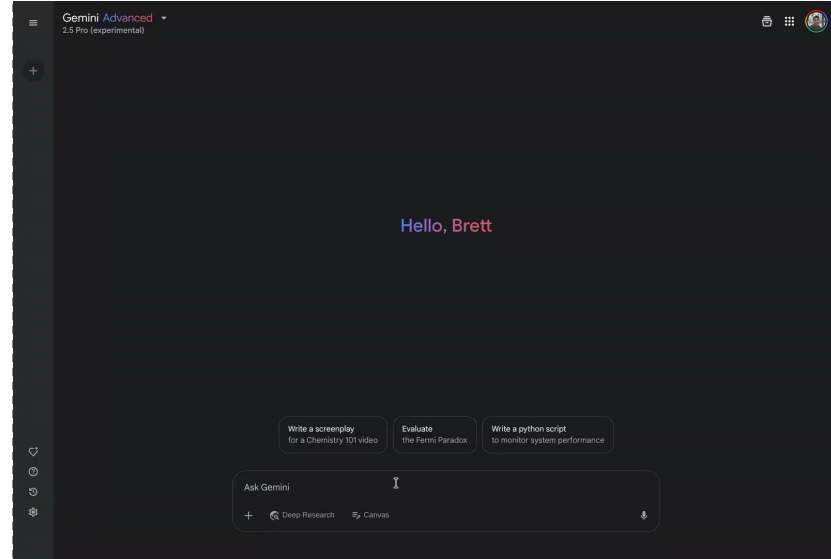 Gemini Advanced
2.5 Pro (experimental)
Hello, Brett
Write a screenplay
for a Chemistry 101 video
Evaluate
the Fermi Paradox
Write a python script
to monitor system performance
Ask Gemini
Deep Research
Canvas